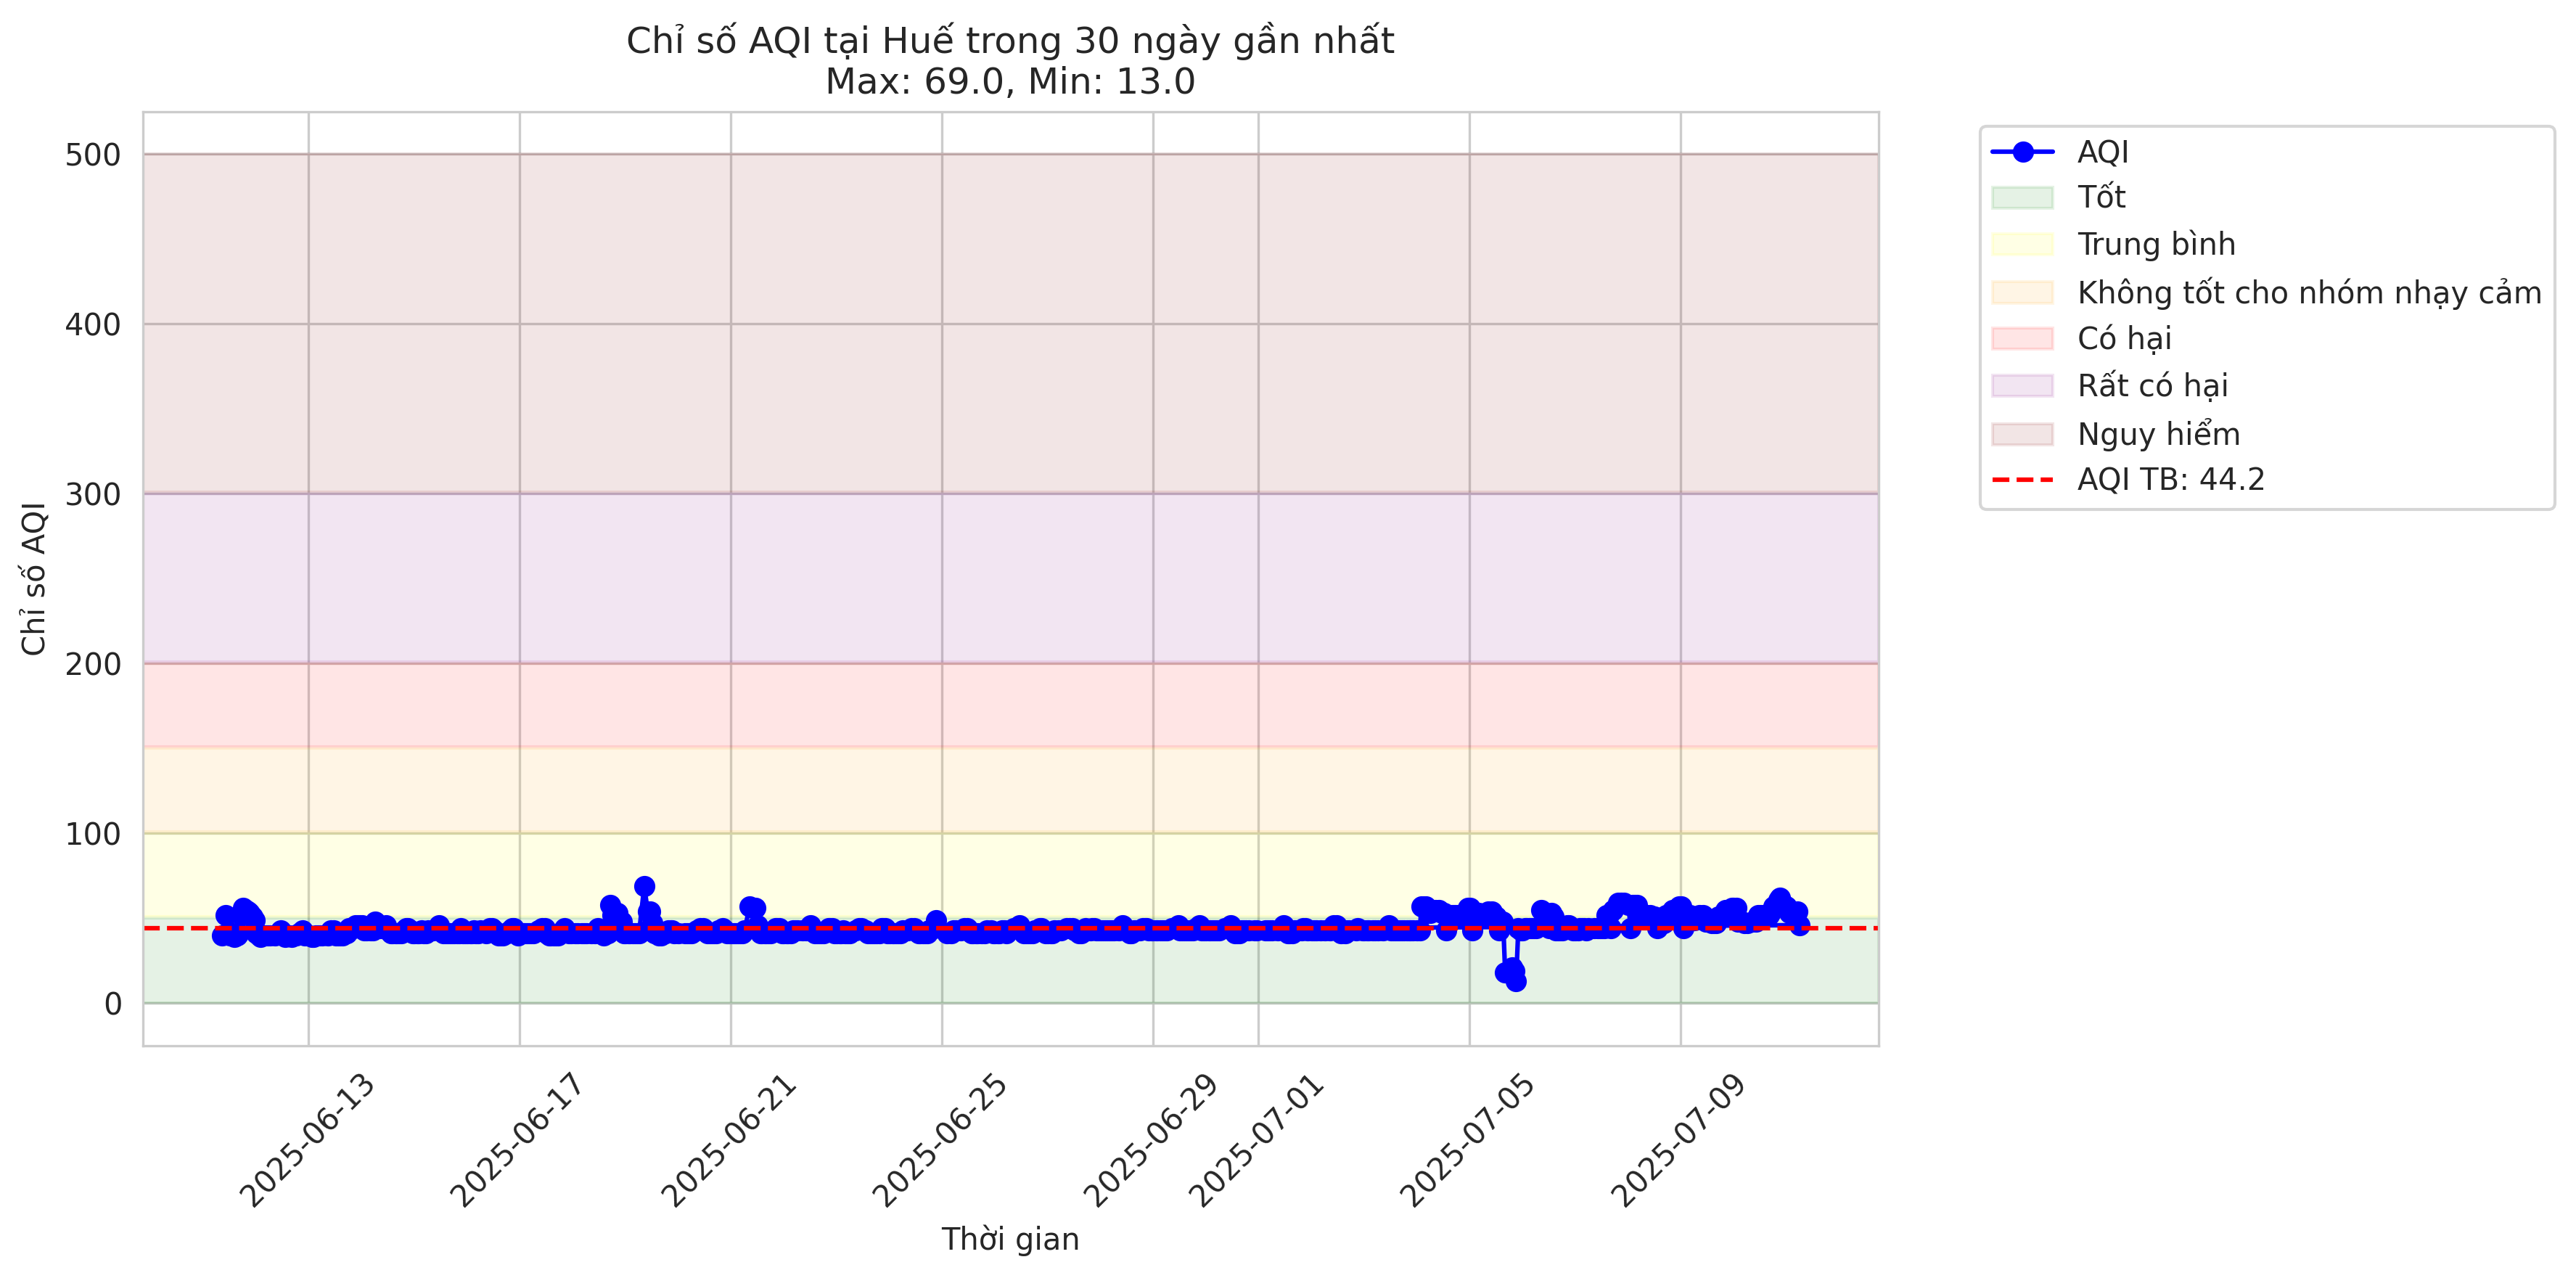 Chỉ số AQI tại Huế trong 30 ngày gần nhất
Max: 69.0, Min: 13.0
Chỉ số AQI
500
400
300
200
100
0
2025-06-13
2025-06-17
2025-06-21
2025-06-25
2025-06-29
2025-07-01
2025-07-05
2025-07-09
Thời gian
AQI
Tốt
Trung bình
Không tốt cho nhóm nhạy cảm
Có hại
Rất có hại
Nguy hiểm
AQI TB: 44.2